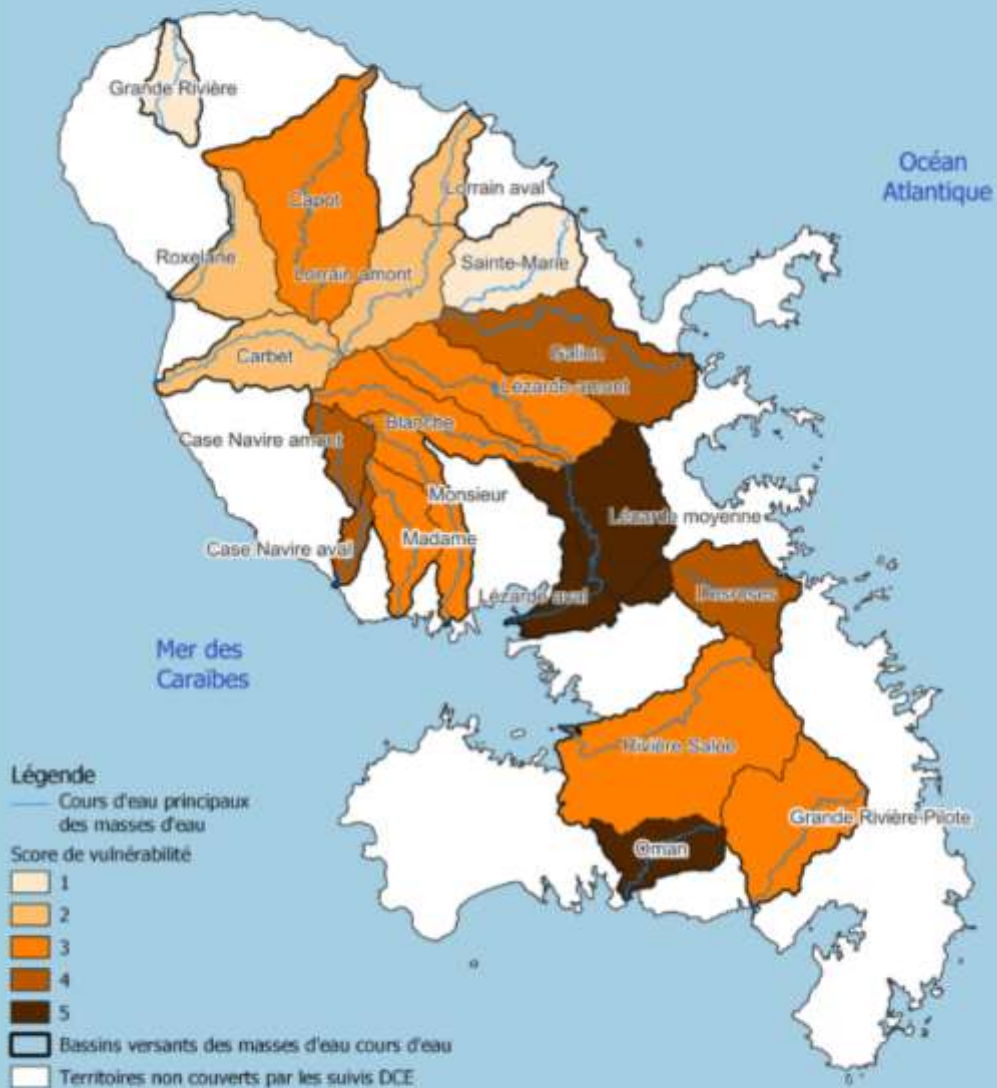 Grande Rivière
Océan
Atlantique
Capot
Lorrain aval
Roxelane
Lorrain amont
Sainte-Marie
Carbet
Galion
Lézarde amont
Blanche
Case Navire amont
Monsieur
Lézarde moyenne
Madame
Case Navire aval
Lézarde aval
Desroses
Mer des
Caraïbes
Rivière Salée
Grande Rivière-Pilote
Oman
Légende
Cours d'eau principaux
des masses d'eau
Score de vulnérabilité
1
2
3
4
5
Bassins versants des masses d'eau cours d'eau
Territoires non couverts par les suivis DCE